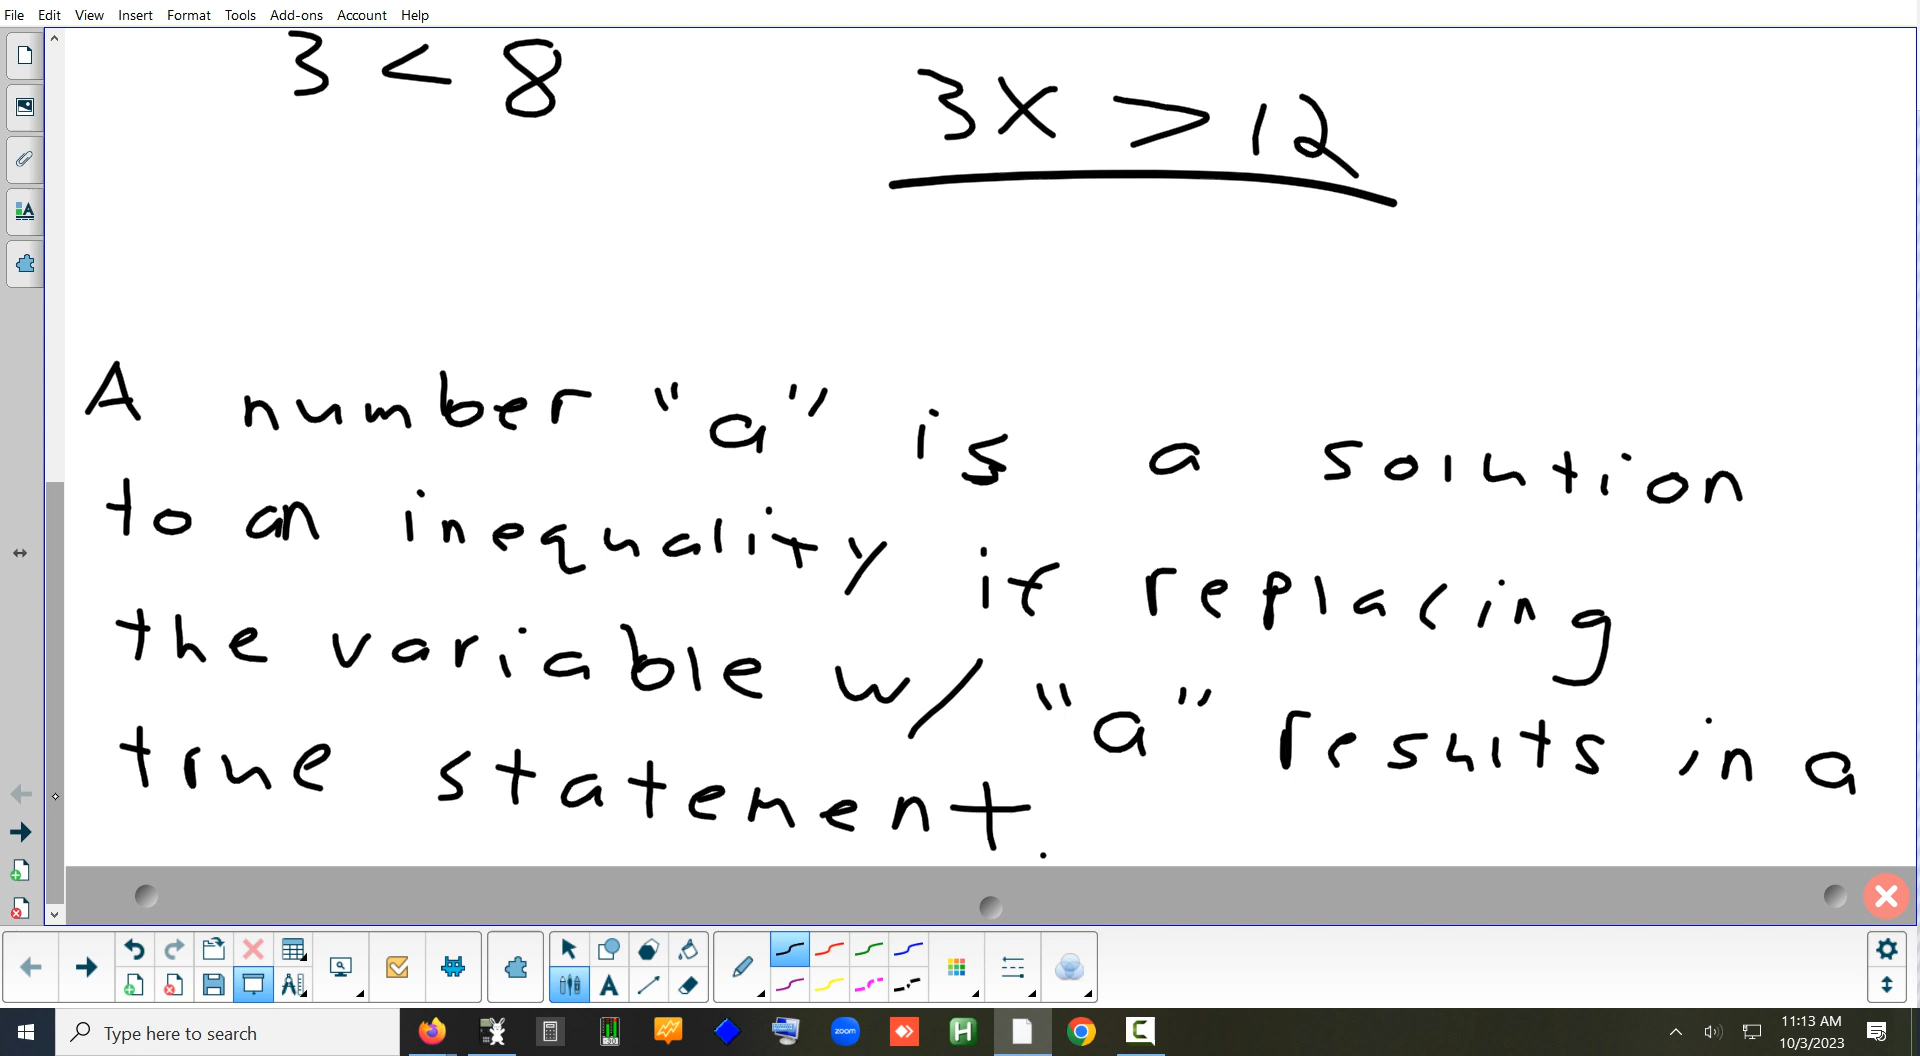 File Edit View Insert Format Tools Add-ons Account Help
3 < 8
3x > 12
A number "a" is a solution
to an inequality if replacing
the variable w/ "a" results in a
true statement.
Type here to search
zoom
11:13 AM
10/3/2023